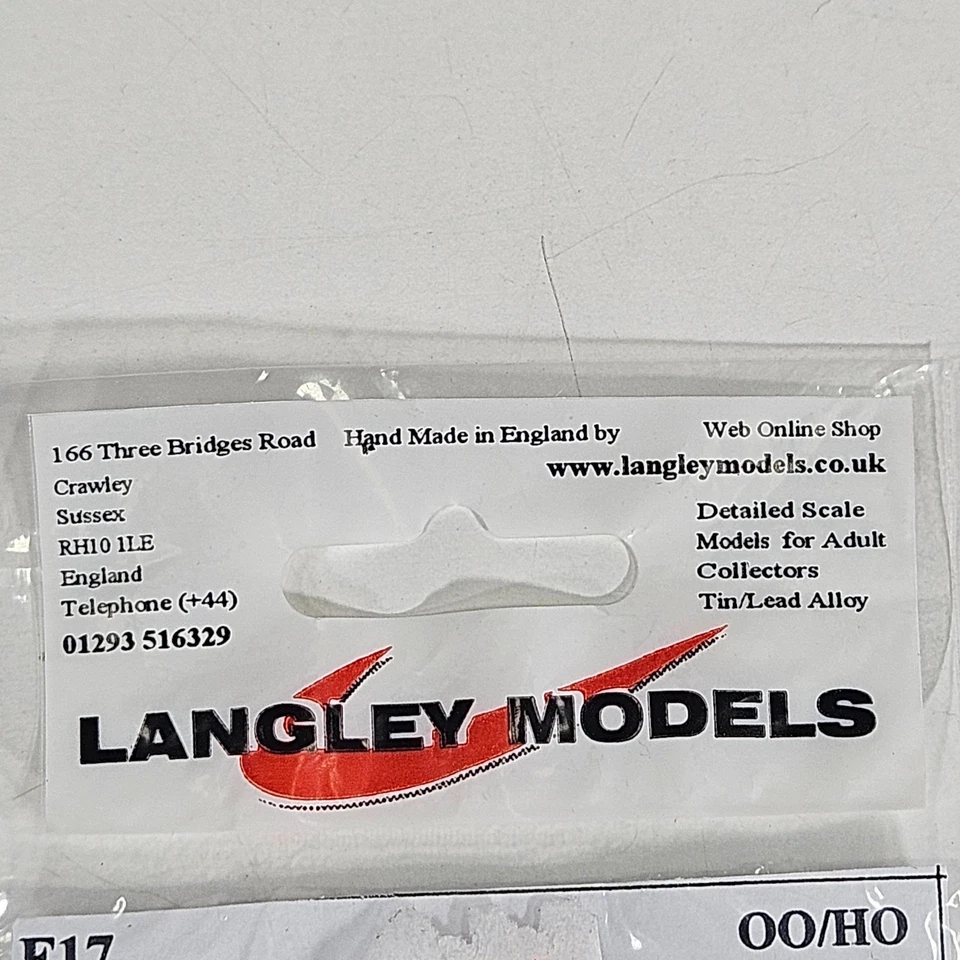 166 Three Bridges Road
Crawley
Sussex
RH10 1LE
England
Telephone (+44)
01293 516329
Hand Made in England by
Web Online Shop
www.langleymodels.co.uk
Detailed Scale
Models for Adult
Collectors
Tin/Lead Alloy
LANGLEY MODELS
OO/HO